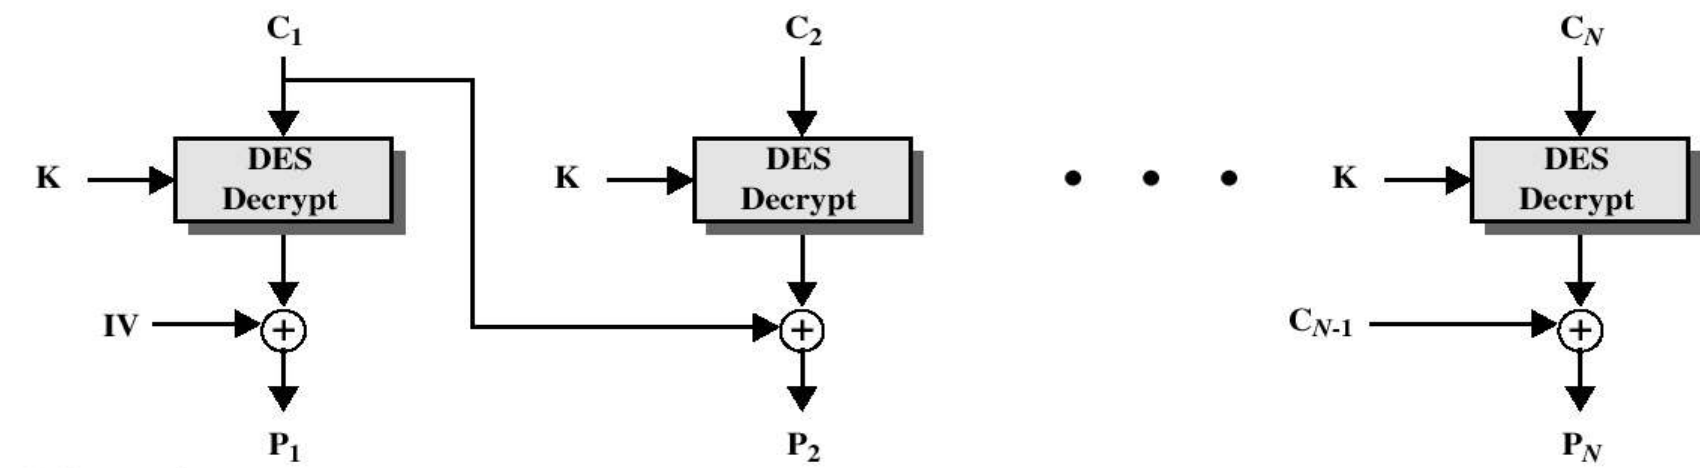 C1 C2 CN
K DES Decrypt K DES Decrypt K DES Decrypt
IV + + CN-1 +
P1 P2 PN